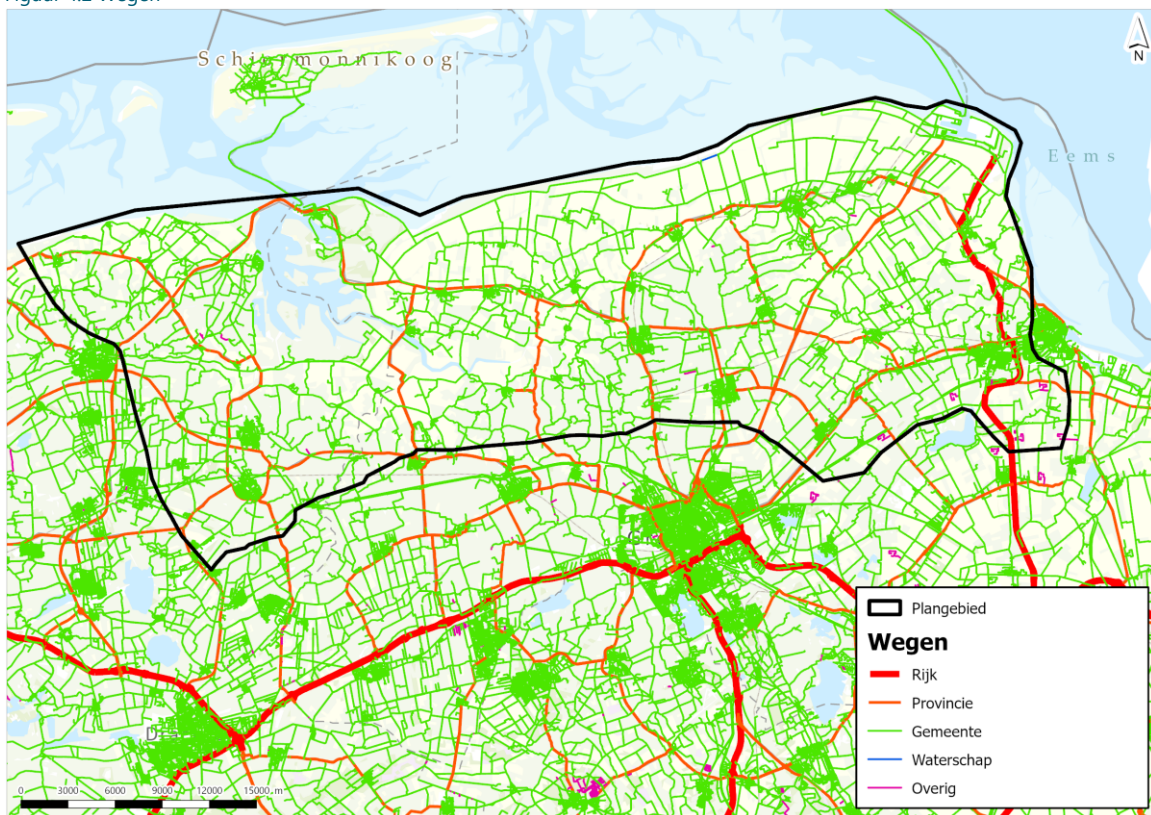 Schiermonnikoog
N
Eems
Plangebied
Wegen
Rijk
Provincie
Gemeente
Waterschap
Overig
0 3000 6000 9000 12000 15000 m